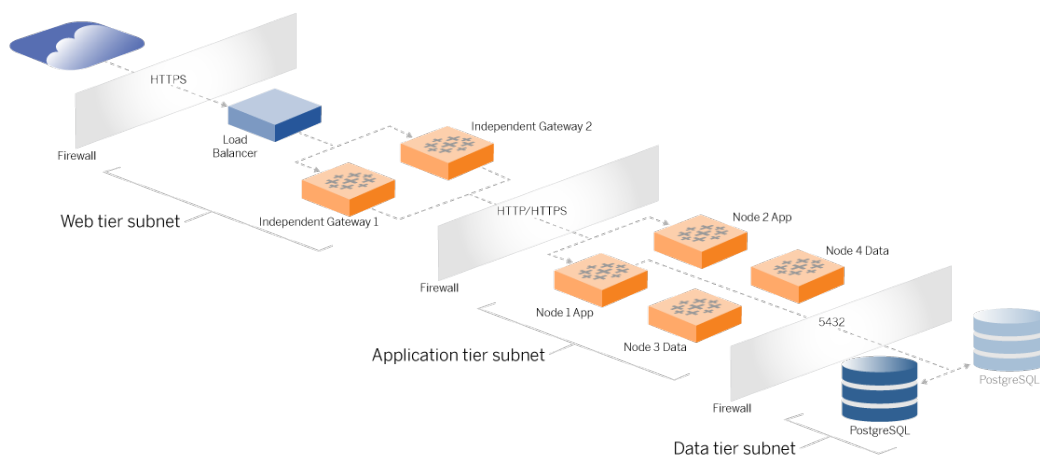 HTTPS
Firewall
Load
Balancer
Independent Gateway 2
Independent Gateway 1
Web tier subnet
HTTP/HTTPS
Firewall
Node 2 App
Node 4 Data
Node 1 App
Node 3 Data
Application tier subnet
5432
Firewall
PostgreSQL
PostgreSQL
Data tier subnet